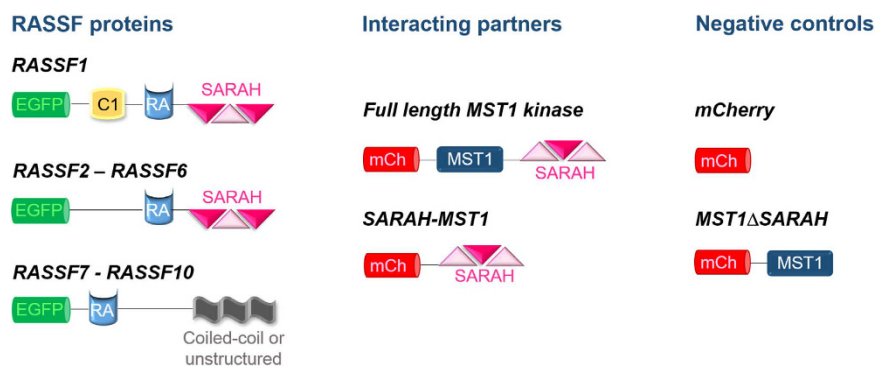 RASSF proteins
RASSF1
SARAH
EGFP
C1
RA
RASSF2 – RASSF6
EGFP
RA
SARAH
RASSF7 - RASSF10
EGFP
RA
Coiled-coil or
unstructured
Interacting partners
Full length MST1 kinase
mCh
MST1
SARAH
SARAH-MST1
mCh
SARAH
Negative controls
mCherry
mCh
MST1ΔSARAH
mCh
MST1